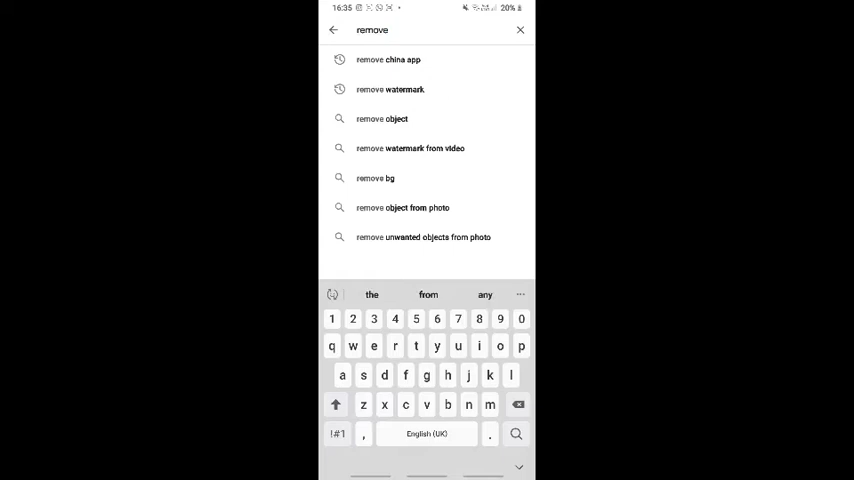 16:35 20%
remove
remove china app
remove watermark
remove object
remove watermark from video
remove bg
remove object from photo
remove unwanted objects from photo
the from any ...
1 2 3 4 5 6 7 8 9 0
q w e r t y u i o p
a s d f g h j k l
z x c v b n m
!#1 , English (UK) .